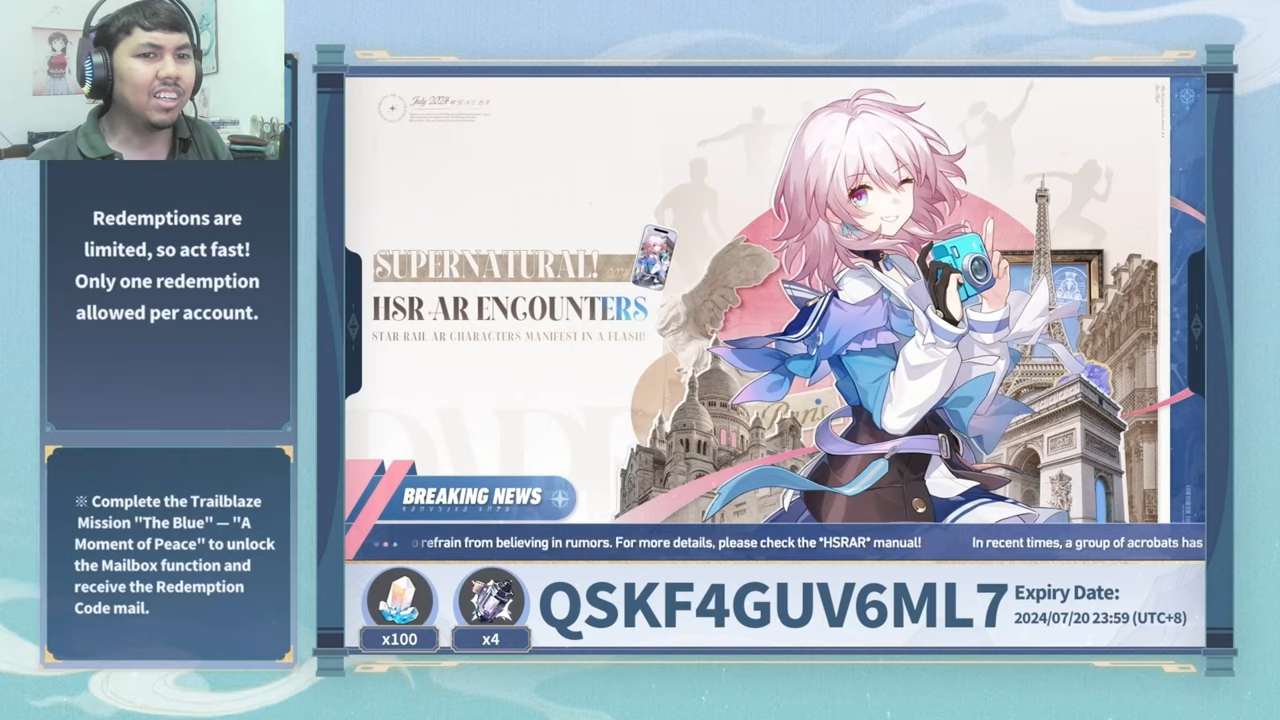 Redemptions are
limited, so act fast!
Only one redemption
allowed per account.
※ Complete the Trailblaze
Mission "The Blue" — "A
Moment of Peace" to unlock
the Mailbox function and
receive the Redemption
Code mail.
July 2024
SUPERNATURAL!
HSR-AR ENCOUNTERS
STAR RAIL AR CHARACTERS MANIFEST IN A FLASH!
Paris
BREAKING NEWS
refrain from believing in rumors. For more details, please check the *HSRAR* manual! In recent times, a group of acrobats has
x100
x4
QSKF4GUV6ML7
Expiry Date:
2024/07/20 23:59 (UTC+8)